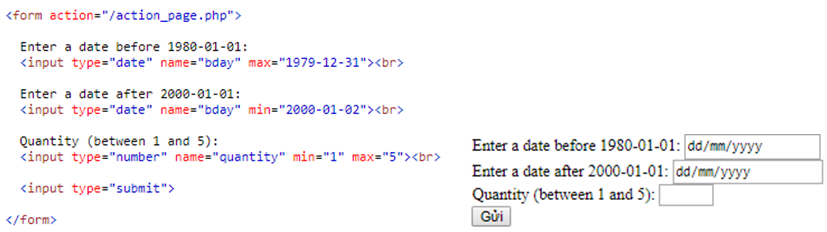 <form action="/action_page.php">
Enter a date before 1980-01-01:
<input type="date" name="bday" max="1979-12-31"><br>
Enter a date after 2000-01-01:
<input type="date" name="bday" min="2000-01-02"><br>
Quantity (between 1 and 5):
<input type="number" name="quantity" min="1" max="5"><br>
<input type="submit">
</form>
Enter a date before 1980-01-01: dd/mm/yyyy
Enter a date after 2000-01-01: dd/mm/yyyy
Quantity (between 1 and 5):
Gửi